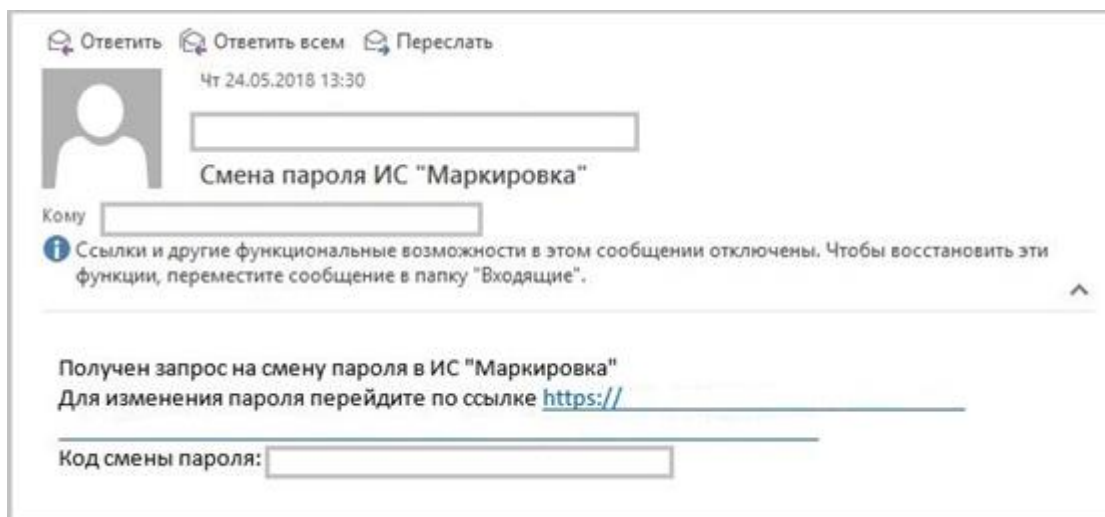 Ответить Ответить всем Переслать
Чт 24.05.2018 13:30
Смена пароля ИС "Маркировка"
Кому
Ссылки и другие функциональные возможности в этом сообщении отключены. Чтобы восстановить эти
функции, переместите сообщение в папку "Входящие".
Получен запрос на смену пароля в ИС "Маркировка"
Для изменения пароля перейдите по ссылке https://
Код смены пароля: